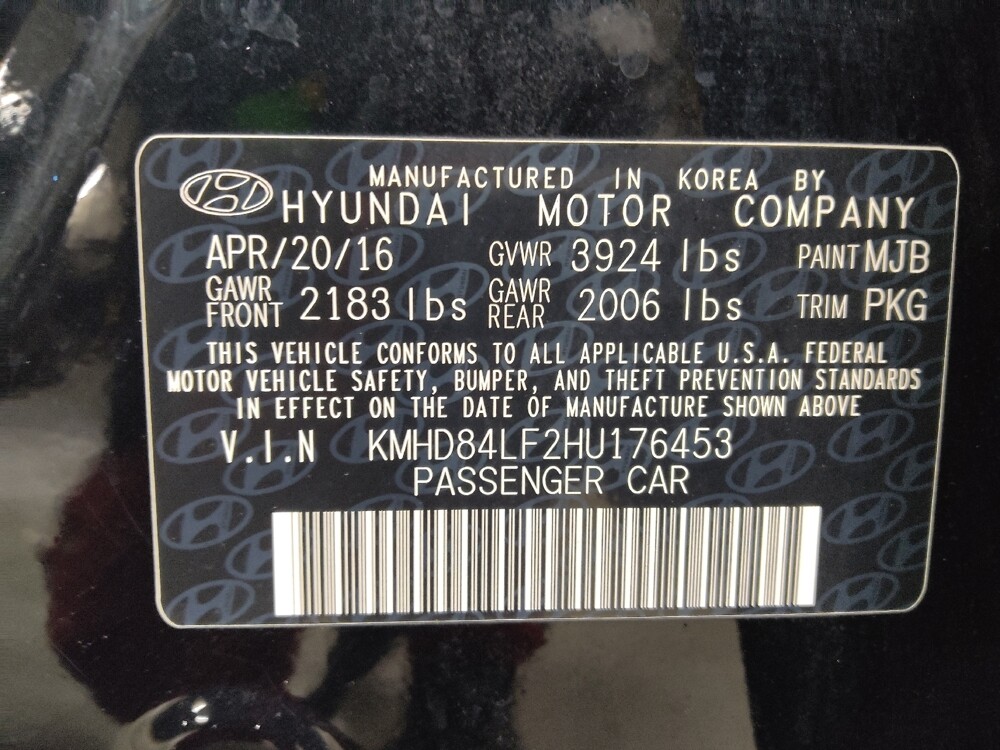 MANUFACTURED IN KOREA BY
HYUNDAI MOTOR COMPANY
APR/20/16 GVWR 3924 lbs PAINT MJB
GAWR FRONT 2183 lbs GAWR REAR 2006 lbs TRIM PKG
THIS VEHICLE CONFORMS TO ALL APPLICABLE U.S.A. FEDERAL
MOTOR VEHICLE SAFETY, BUMPER, AND THEFT PREVENTION STANDARDS
IN EFFECT ON THE DATE OF MANUFACTURE SHOWN ABOVE
V.I.N KMHD84LF2HU176453
PASSENGER CAR